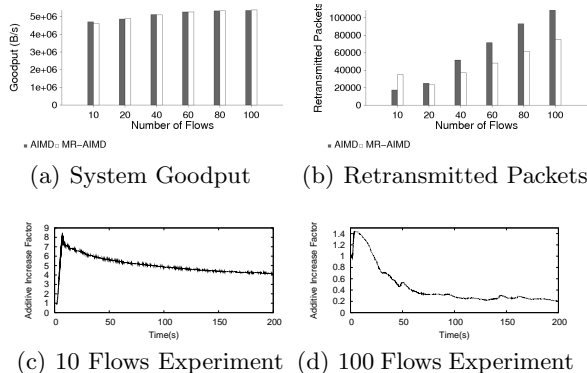 Goodput (B/s)
5e+06
4e+06
3e+06
2e+06
1e+06
0
10 20 40 60 80 100
Number of Flows
AIMD MR-AIMD
(a) System Goodput
Retransmitted Packets
100000
80000
60000
40000
20000
0
10 20 40 60 80 100
Number of Flows
AIMD MR-AIMD
(b) Retransmitted Packets
Additive Increase Factor
9
8
7
6
5
4
3
2
1
0
0 50 100 150 200
Time(s)
(c) 10 Flows Experiment
Additive Increase Factor
1.4
1.2
1
0.8
0.6
0.4
0.2
0
0 50 100 150 200
Time(s)
(d) 100 Flows Experiment